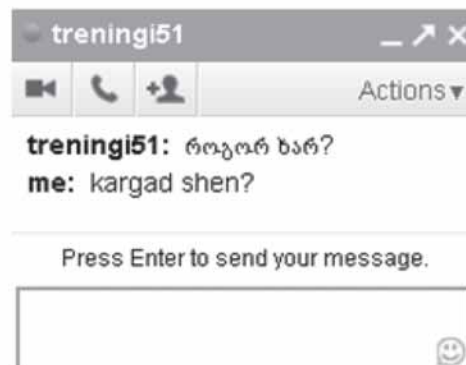 treningi51
Actions
treningi51: როგორ ხარ?
me: kargad shen?
Press Enter to send your message.